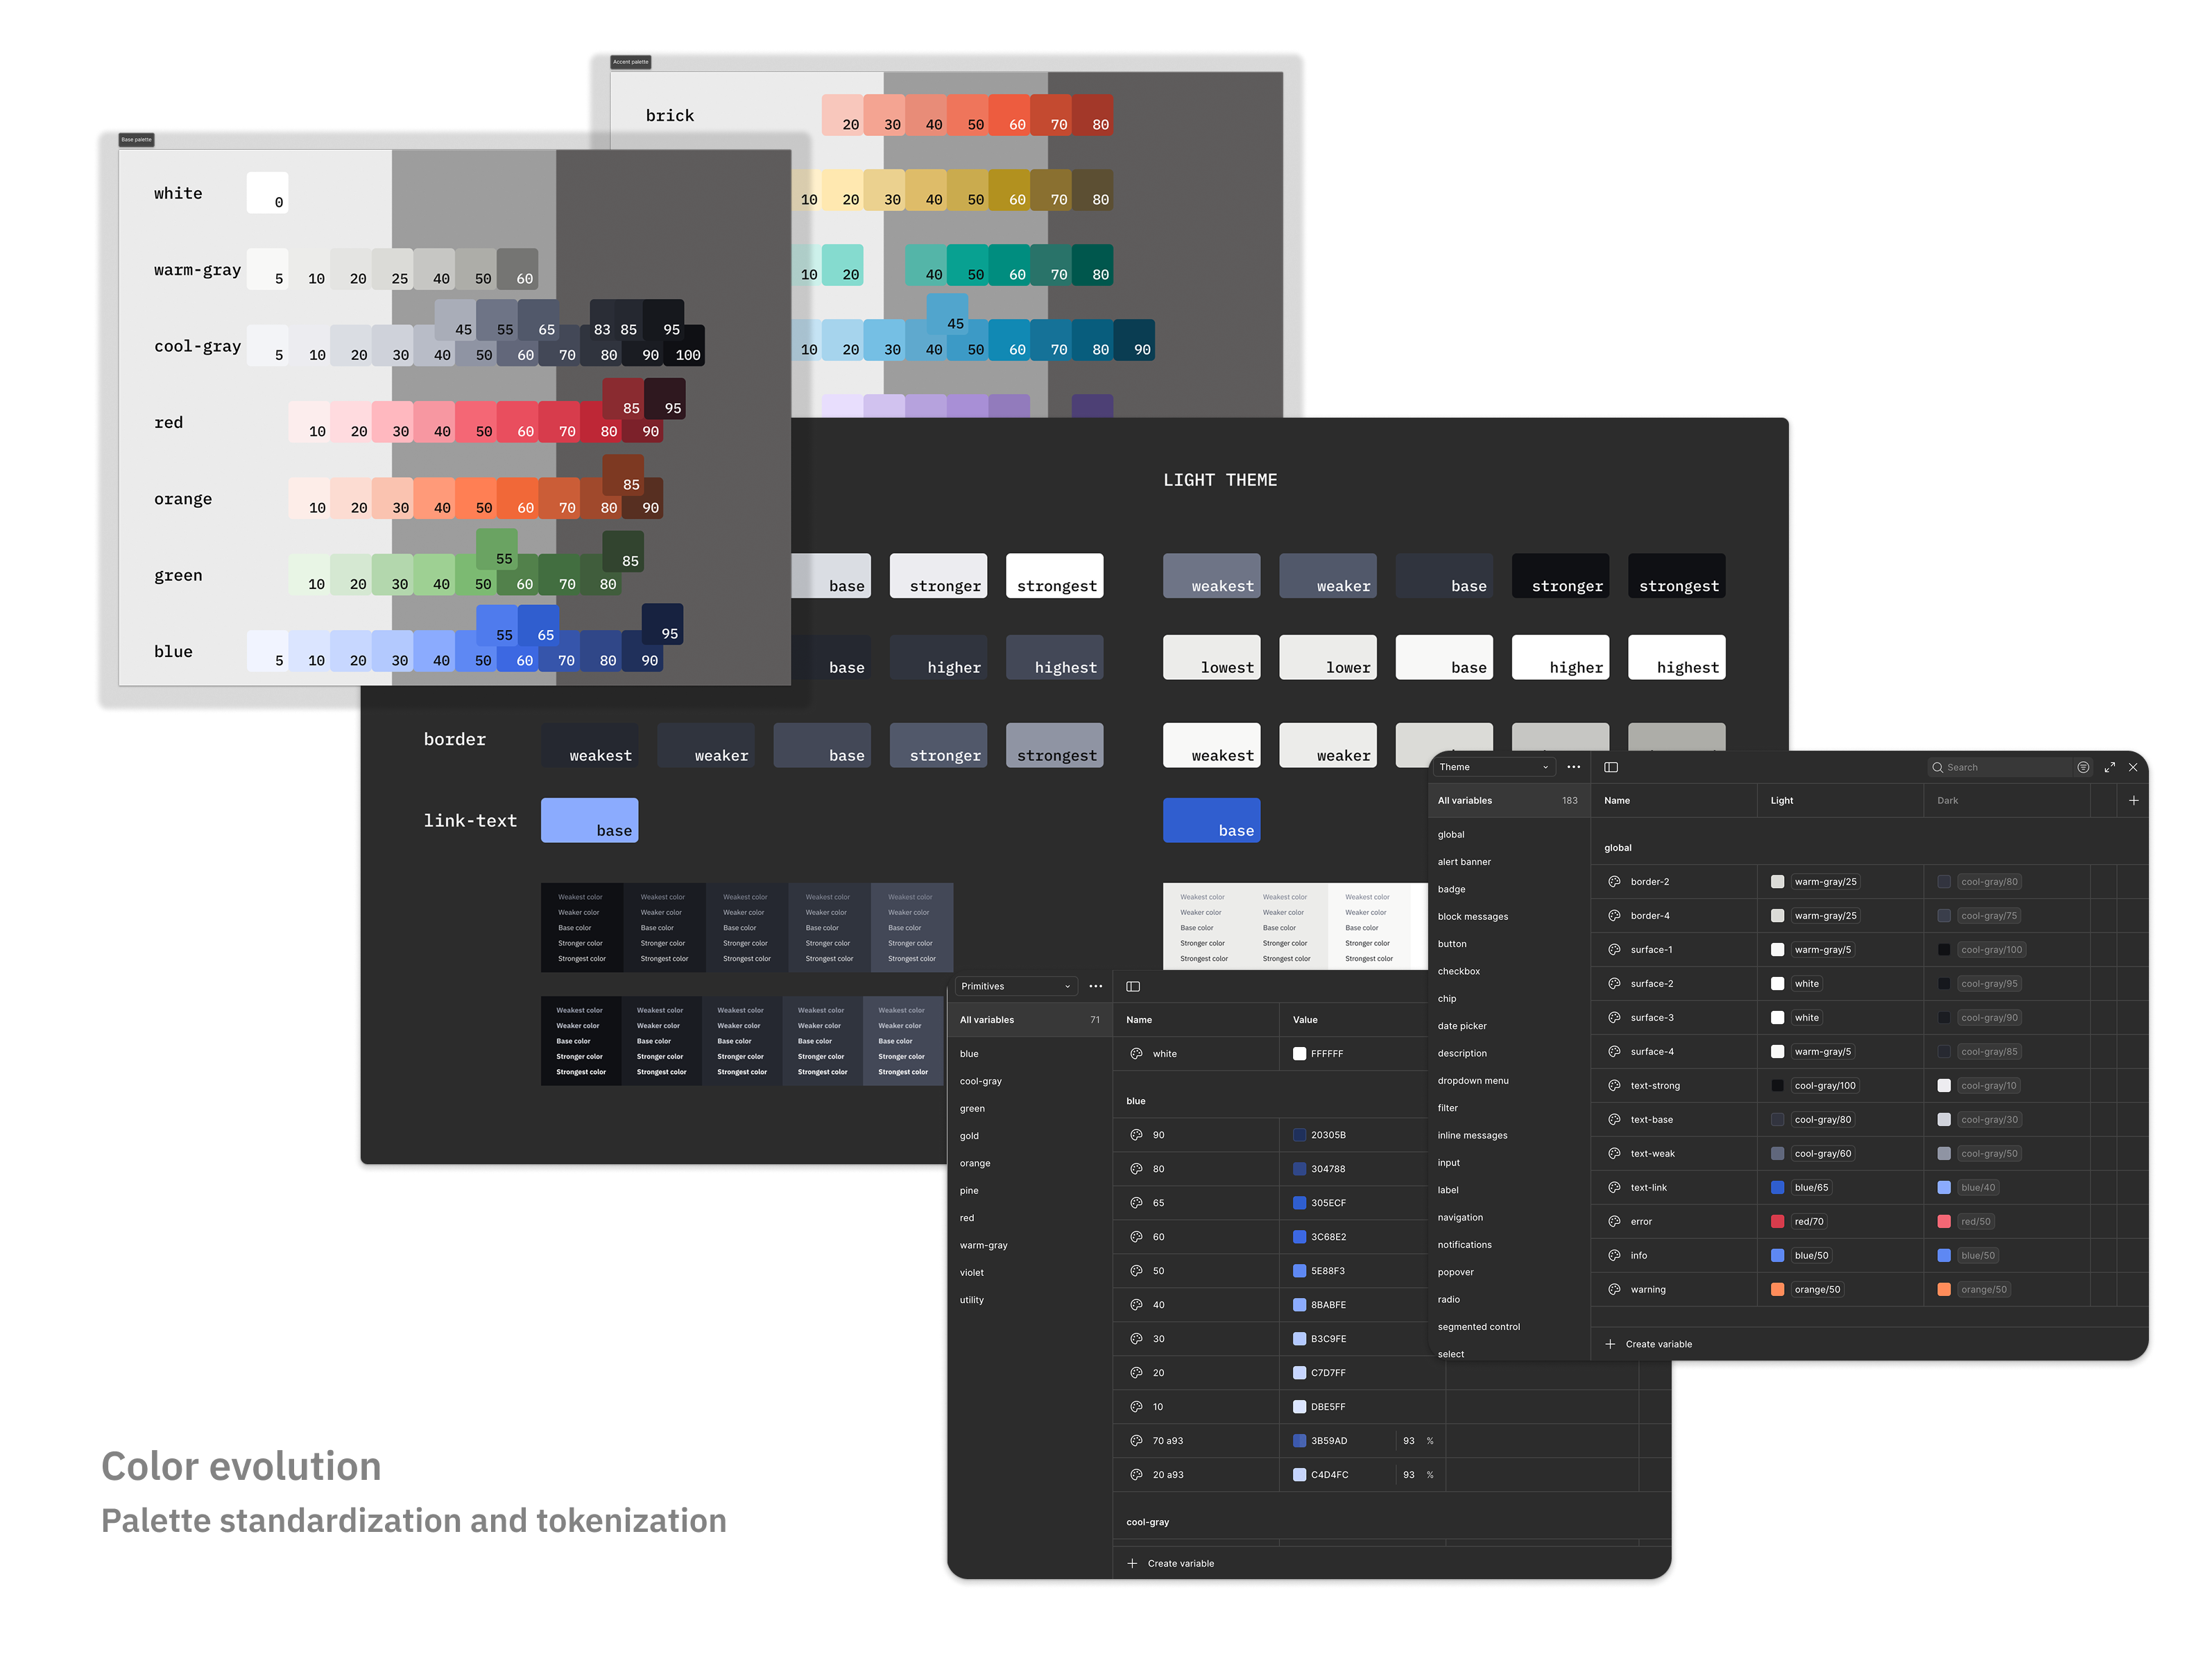 Accent palette
brick
20 30 40 50 60 70 80
10 20 30 40 50 60 70 80
10 20 40 50 60 70 80
45
10 20 30 40 50 60 70 80 90
Base palette
white
0
warm-gray
5 10 20 25 40 50 60
45 55 65 83 85 95
cool-gray
5 10 20 30 40 50 60 70 80 90 100
85 95
red
10 20 30 40 50 60 70 80 90
85
orange
10 20 30 40 50 60 70 80 90
55 85
green
10 20 30 40 50 60 70 80
55 65 95
blue
5 10 20 30 40 50 60 70 80 90
LIGHT THEME
base stronger strongest
weakest weaker base stronger strongest
base higher highest
lowest lower base higher highest
border
weakest weaker base stronger strongest
weakest weaker
link-text
base
base
Weakest color Weakest color Weakest color Weakest color Weakest color
Weaker color Weaker color Weaker color Weaker color Weaker color
Base color Base color Base color Base color Base color
Stronger color Stronger color Stronger color Stronger color Stronger color
Strongest color Strongest color Strongest color Strongest color Strongest color
Weakest color Weakest color Weakest color
Weaker color Weaker color Weaker color
Base color Base color Base color
Stronger color Stronger color Stronger color
Strongest color Strongest color Strongest color
Weakest color Weakest color Weakest color Weakest color Weakest color
Weaker color Weaker color Weaker color Weaker color Weaker color
Base color Base color Base color Base color Base color
Stronger color Stronger color Stronger color Stronger color Stronger color
Strongest color Strongest color Strongest color Strongest color Strongest color
Theme
Search
All variables 183
global
alert banner
badge
block messages
button
checkbox
chip
date picker
description
dropdown menu
filter
inline messages
input
label
navigation
notifications
popover
radio
segmented control
select
Name Light Dark
global
border-2 warm-gray/25 cool-gray/80
border-4 warm-gray/25 cool-gray/75
surface-1 warm-gray/5 cool-gray/100
surface-2 white cool-gray/95
surface-3 white cool-gray/90
surface-4 warm-gray/5 cool-gray/85
text-strong cool-gray/100 cool-gray/10
text-base cool-gray/80 cool-gray/30
text-weak cool-gray/60 cool-gray/50
text-link blue/65 blue/40
error red/70 red/50
info blue/50 blue/50
warning orange/50 orange/50
Create variable
Primitives
All variables 71
blue
cool-gray
green
gold
orange
pine
red
warm-gray
violet
utility
Name Value
white FFFFFF
blue
90 20305B
80 304788
65 305ECF
60 3C68E2
50 5E88F3
40 8BABFE
30 B3C9FE
20 C7D7FF
10 DBE5FF
70 a93 3B59AD 93 %
20 a93 C4D4FC 93 %
cool-gray
Create variable
Color evolution
Palette standardization and tokenization